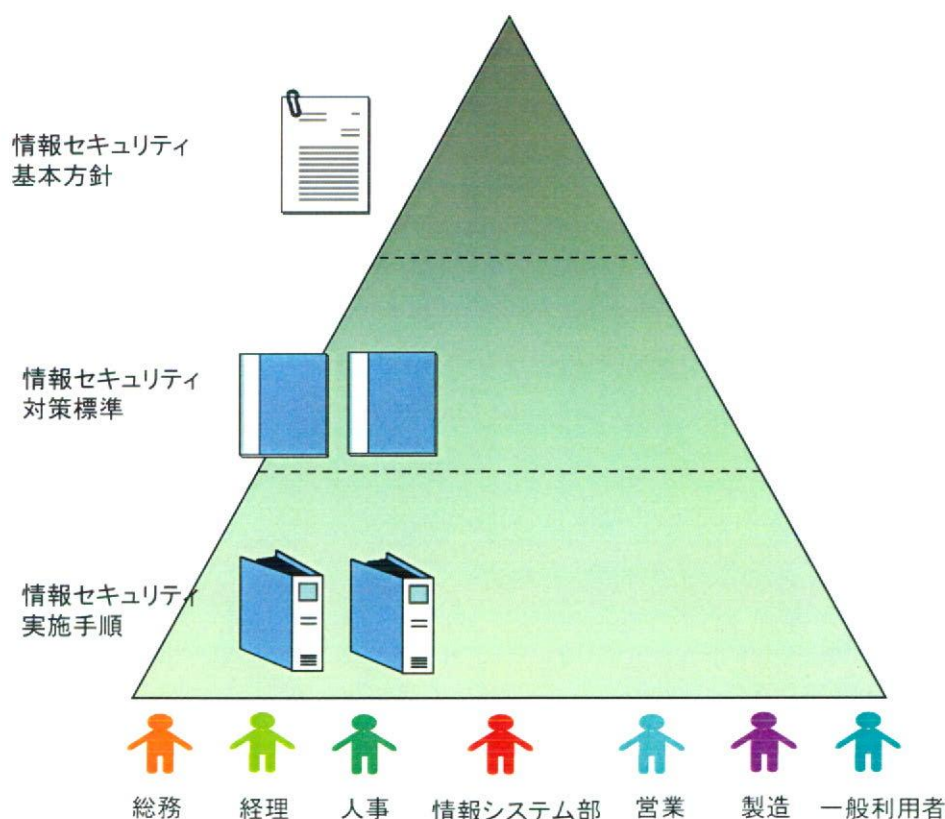 情報セキュリティ
基本方針
情報セキュリティ
対策標準
情報セキュリティ
実施手順
総務 経理 人事 情報システム部 営業 製造 一般利用者